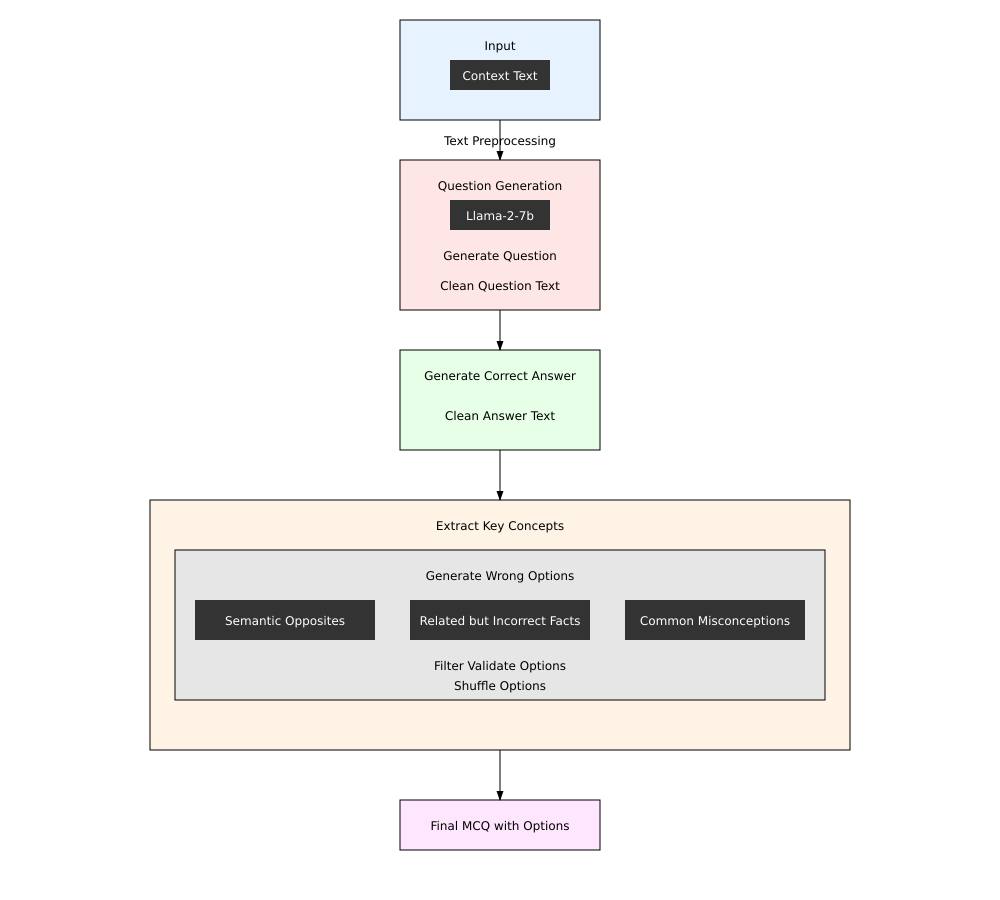 Input
Context Text
Text Preprocessing
Question Generation
Llama-2-7b
Generate Question
Clean Question Text
Generate Correct Answer
Clean Answer Text
Extract Key Concepts
Generate Wrong Options
Semantic Opposites
Related but Incorrect Facts
Common Misconceptions
Filter Validate Options
Shuffle Options
Final MCQ with Options